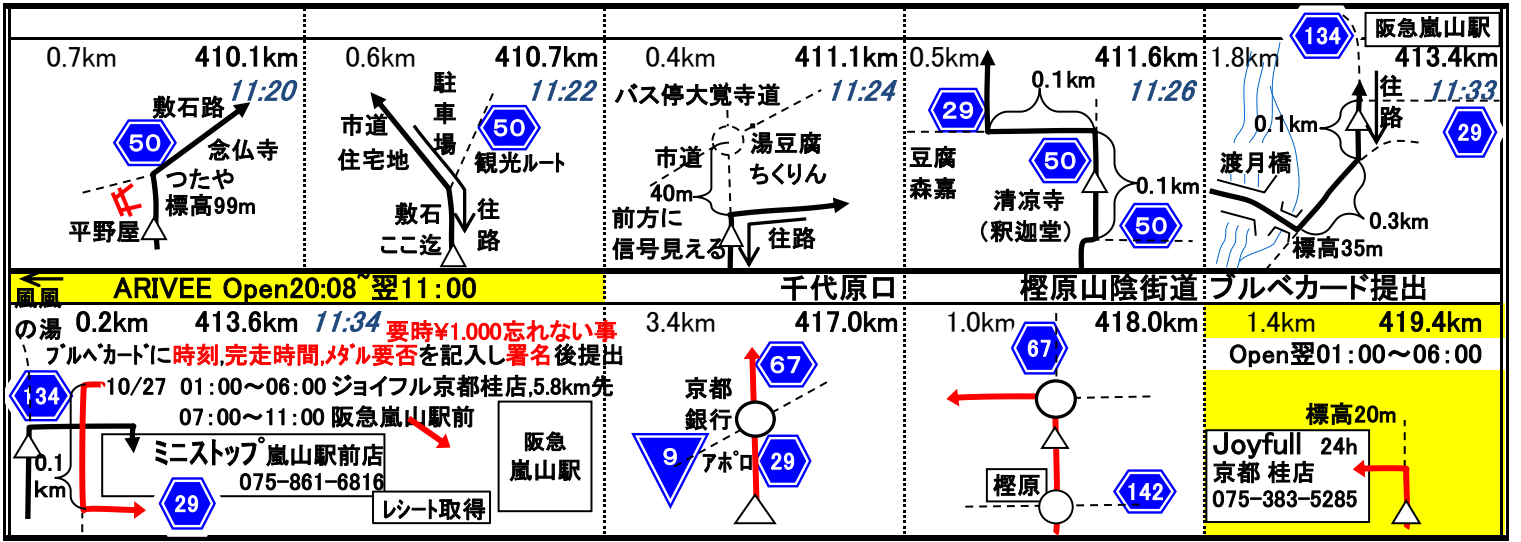 0.7km 410.1km
11:20
敷石路
50
念仏寺
つたや
標高99m
平野屋
0.6km 410.7km
11:22
駐車場
50
市道
住宅地
観光ルート
敷石
ここ迄
往路
0.4km 411.1km
バス停大覚寺道
11:24
湯豆腐
ちくりん
市道
40m
前方に
信号見える
往路
0.5km 411.6km
0.1km
11:26
29
豆腐
森嘉
50
清凉寺
(釈迦堂)
0.1km
50
134
阪急嵐山駅
1.8km 413.4km
11:33
往路
0.1km
29
渡月橋
0.3km
標高35m
ARIVEE Open20:08~翌11:00
風風
の湯
0.2km 413.6km 11:34
要時¥1.000忘れない事
ブルベカードに時刻,完走時間,メダル要否を記入し署名後提出
134
10/27 01:00～06:00 ジョイフル京都桂店,5.8km先
07:00～11:00 阪急嵐山駅前
ミニストップ嵐山駅前店
075-861-6816
0.1
km
29
レシート取得
阪急
嵐山駅
千代原口
3.4km 417.0km
67
京都
銀行
9
アポロ
29
樫原山陰街道
1.0km 418.0km
67
樫原
142
ブルベカード提出
1.4km 419.4km
Open翌01:00～06:00
標高20m
Joyfull 24h
京都 桂店
075-383-5285